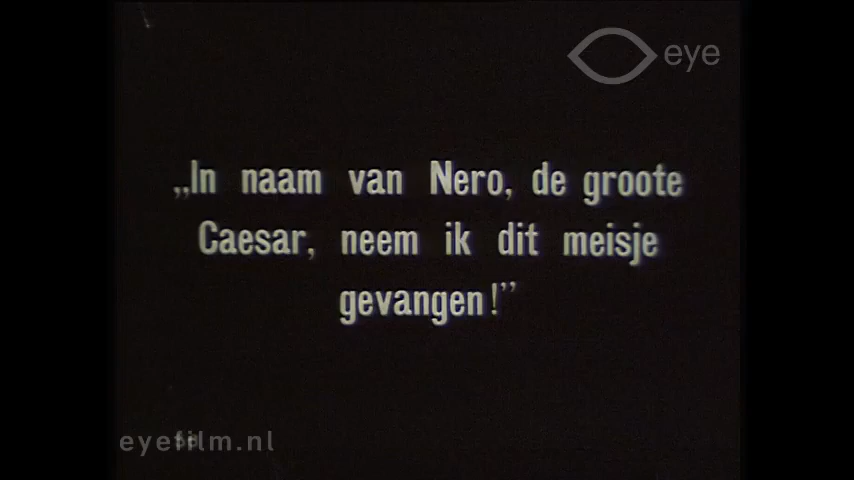 eye
„In naam van Nero, de groote
Caesar, neem ik dit meisje
gevangen!”
eyefilm.nl